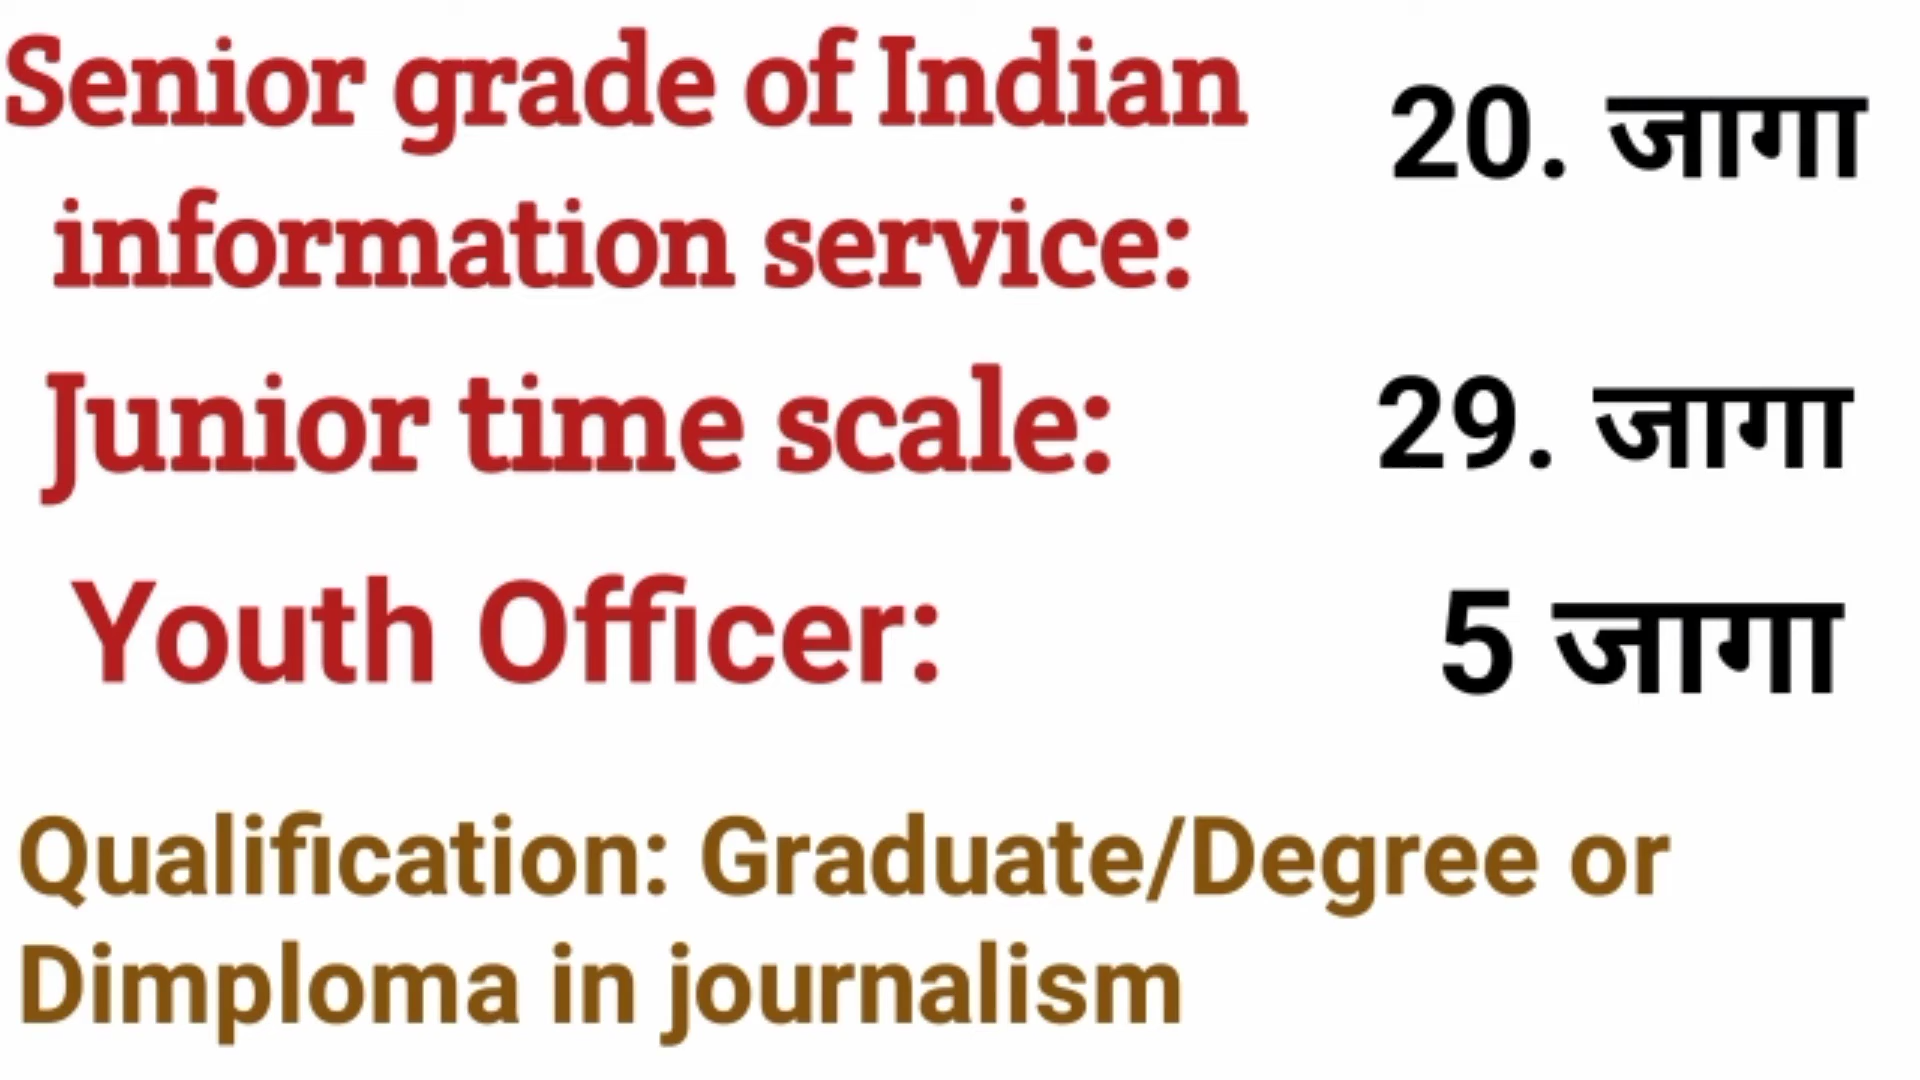 Senior grade of Indian
information service:
20. जागा
Junior time scale:
29. जागा
Youth Officer:
5 जागा
Qualification: Graduate/Degree or
Dimploma in journalism